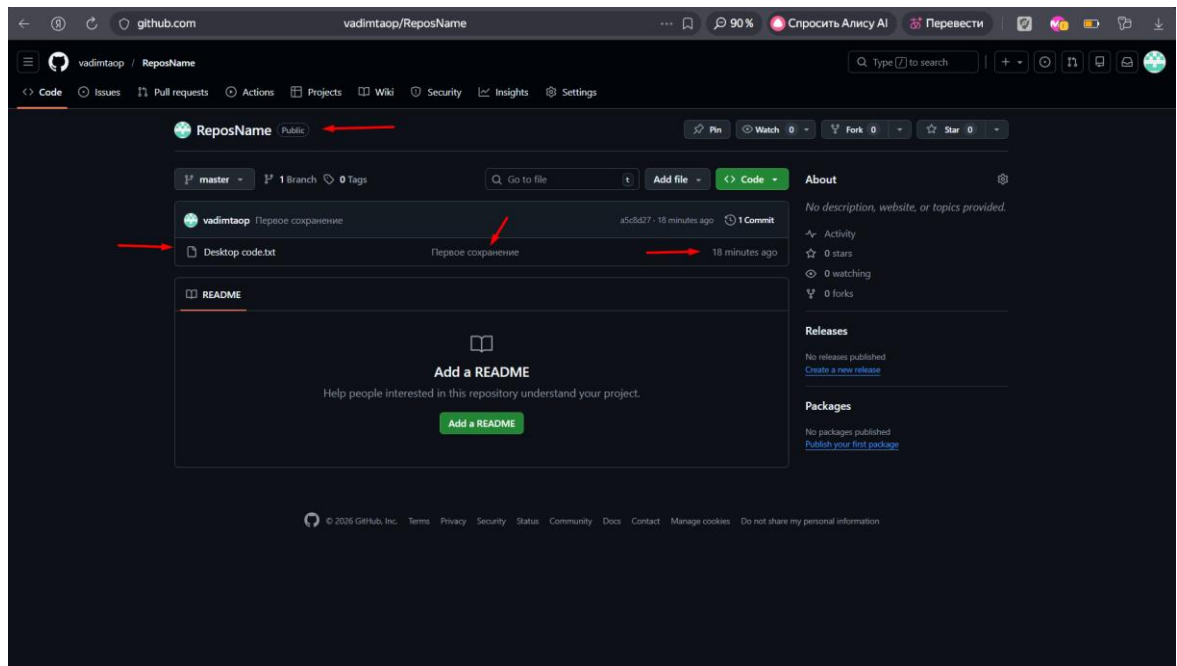 github.com vadimtaop/ReposName 90 % Спросить Алису AI Перевести
vadimtaop / ReposName Type / to search
Code Issues Pull requests Actions Projects Wiki Security Insights Settings
ReposName Public Pin Watch 0 Fork 0 Star 0
master 1 Branch 0 Tags Go to file t Add file Code
About
No description, website, or topics provided.
vadimtaop Первое сохранение a5c8d27 · 18 minutes ago 1 Commit
Activity
Desktop code.txt Первое сохранение 18 minutes ago
0 stars
0 watching
0 forks
README
Releases
No releases published
Create a new release
Add a README
Help people interested in this repository understand your project.
Add a README
Packages
No packages published
Publish your first package
© 2026 GitHub, Inc. Terms Privacy Security Status Community Docs Contact Manage cookies Do not share my personal information